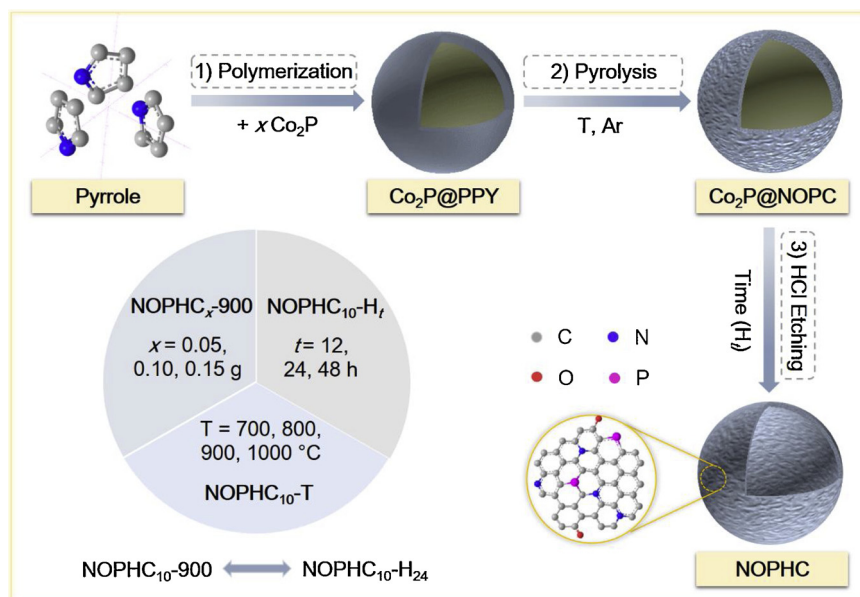 1) Polymerization
+ x Co₂P
2) Pyrolysis
T, Ar
Pyrrole
Co₂P@PPY
Co₂P@NOPC
3) HCl Etching
Time (Hₜ)
NOPHCₓ-900
x = 0.05,
0.10, 0.15 g
NOPHC₁₀-Hₜ
t = 12,
24, 48 h
T = 700, 800,
900, 1000 °C
NOPHC₁₀-T
C
N
O
P
NOPHC₁₀-900
NOPHC₁₀-H₂₄
NOPHC